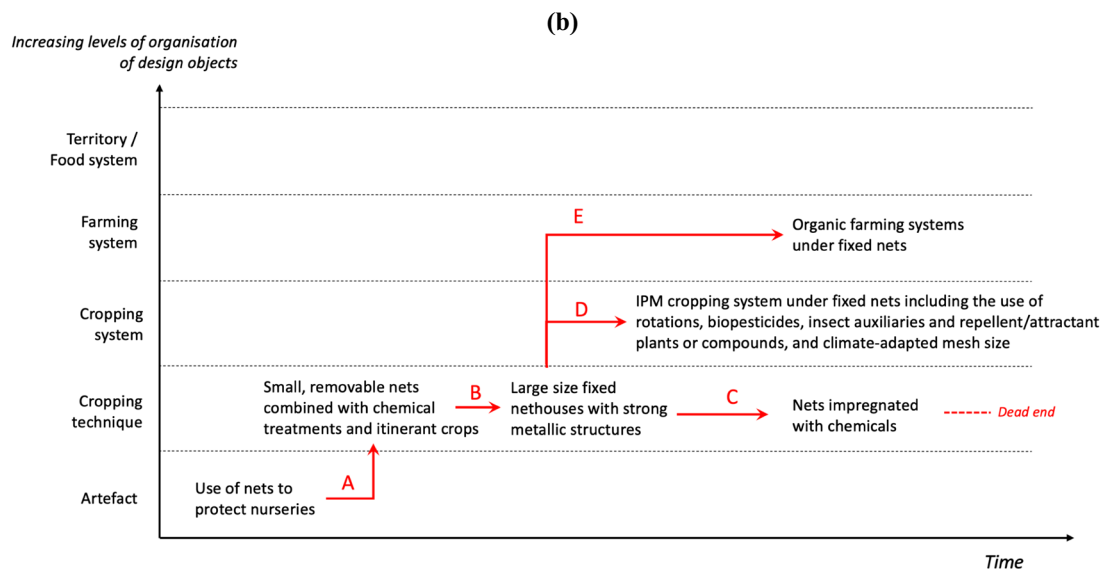 (b)
Increasing levels of organisation
of design objects
Territory /
Food system
Farming
system
E
Organic farming systems
under fixed nets
Cropping
system
D
IPM cropping system under fixed nets including the use of
rotations, biopesticides, insect auxiliaries and repellent/attractant
plants or compounds, and climate-adapted mesh size
Cropping
technique
Small, removable nets
combined with chemical
treatments and itinerant crops
B
Large size fixed
nethouses with strong
metallic structures
C
Nets impregnated
with chemicals
Dead end
Artefact
Use of nets to
protect nurseries
A
Time